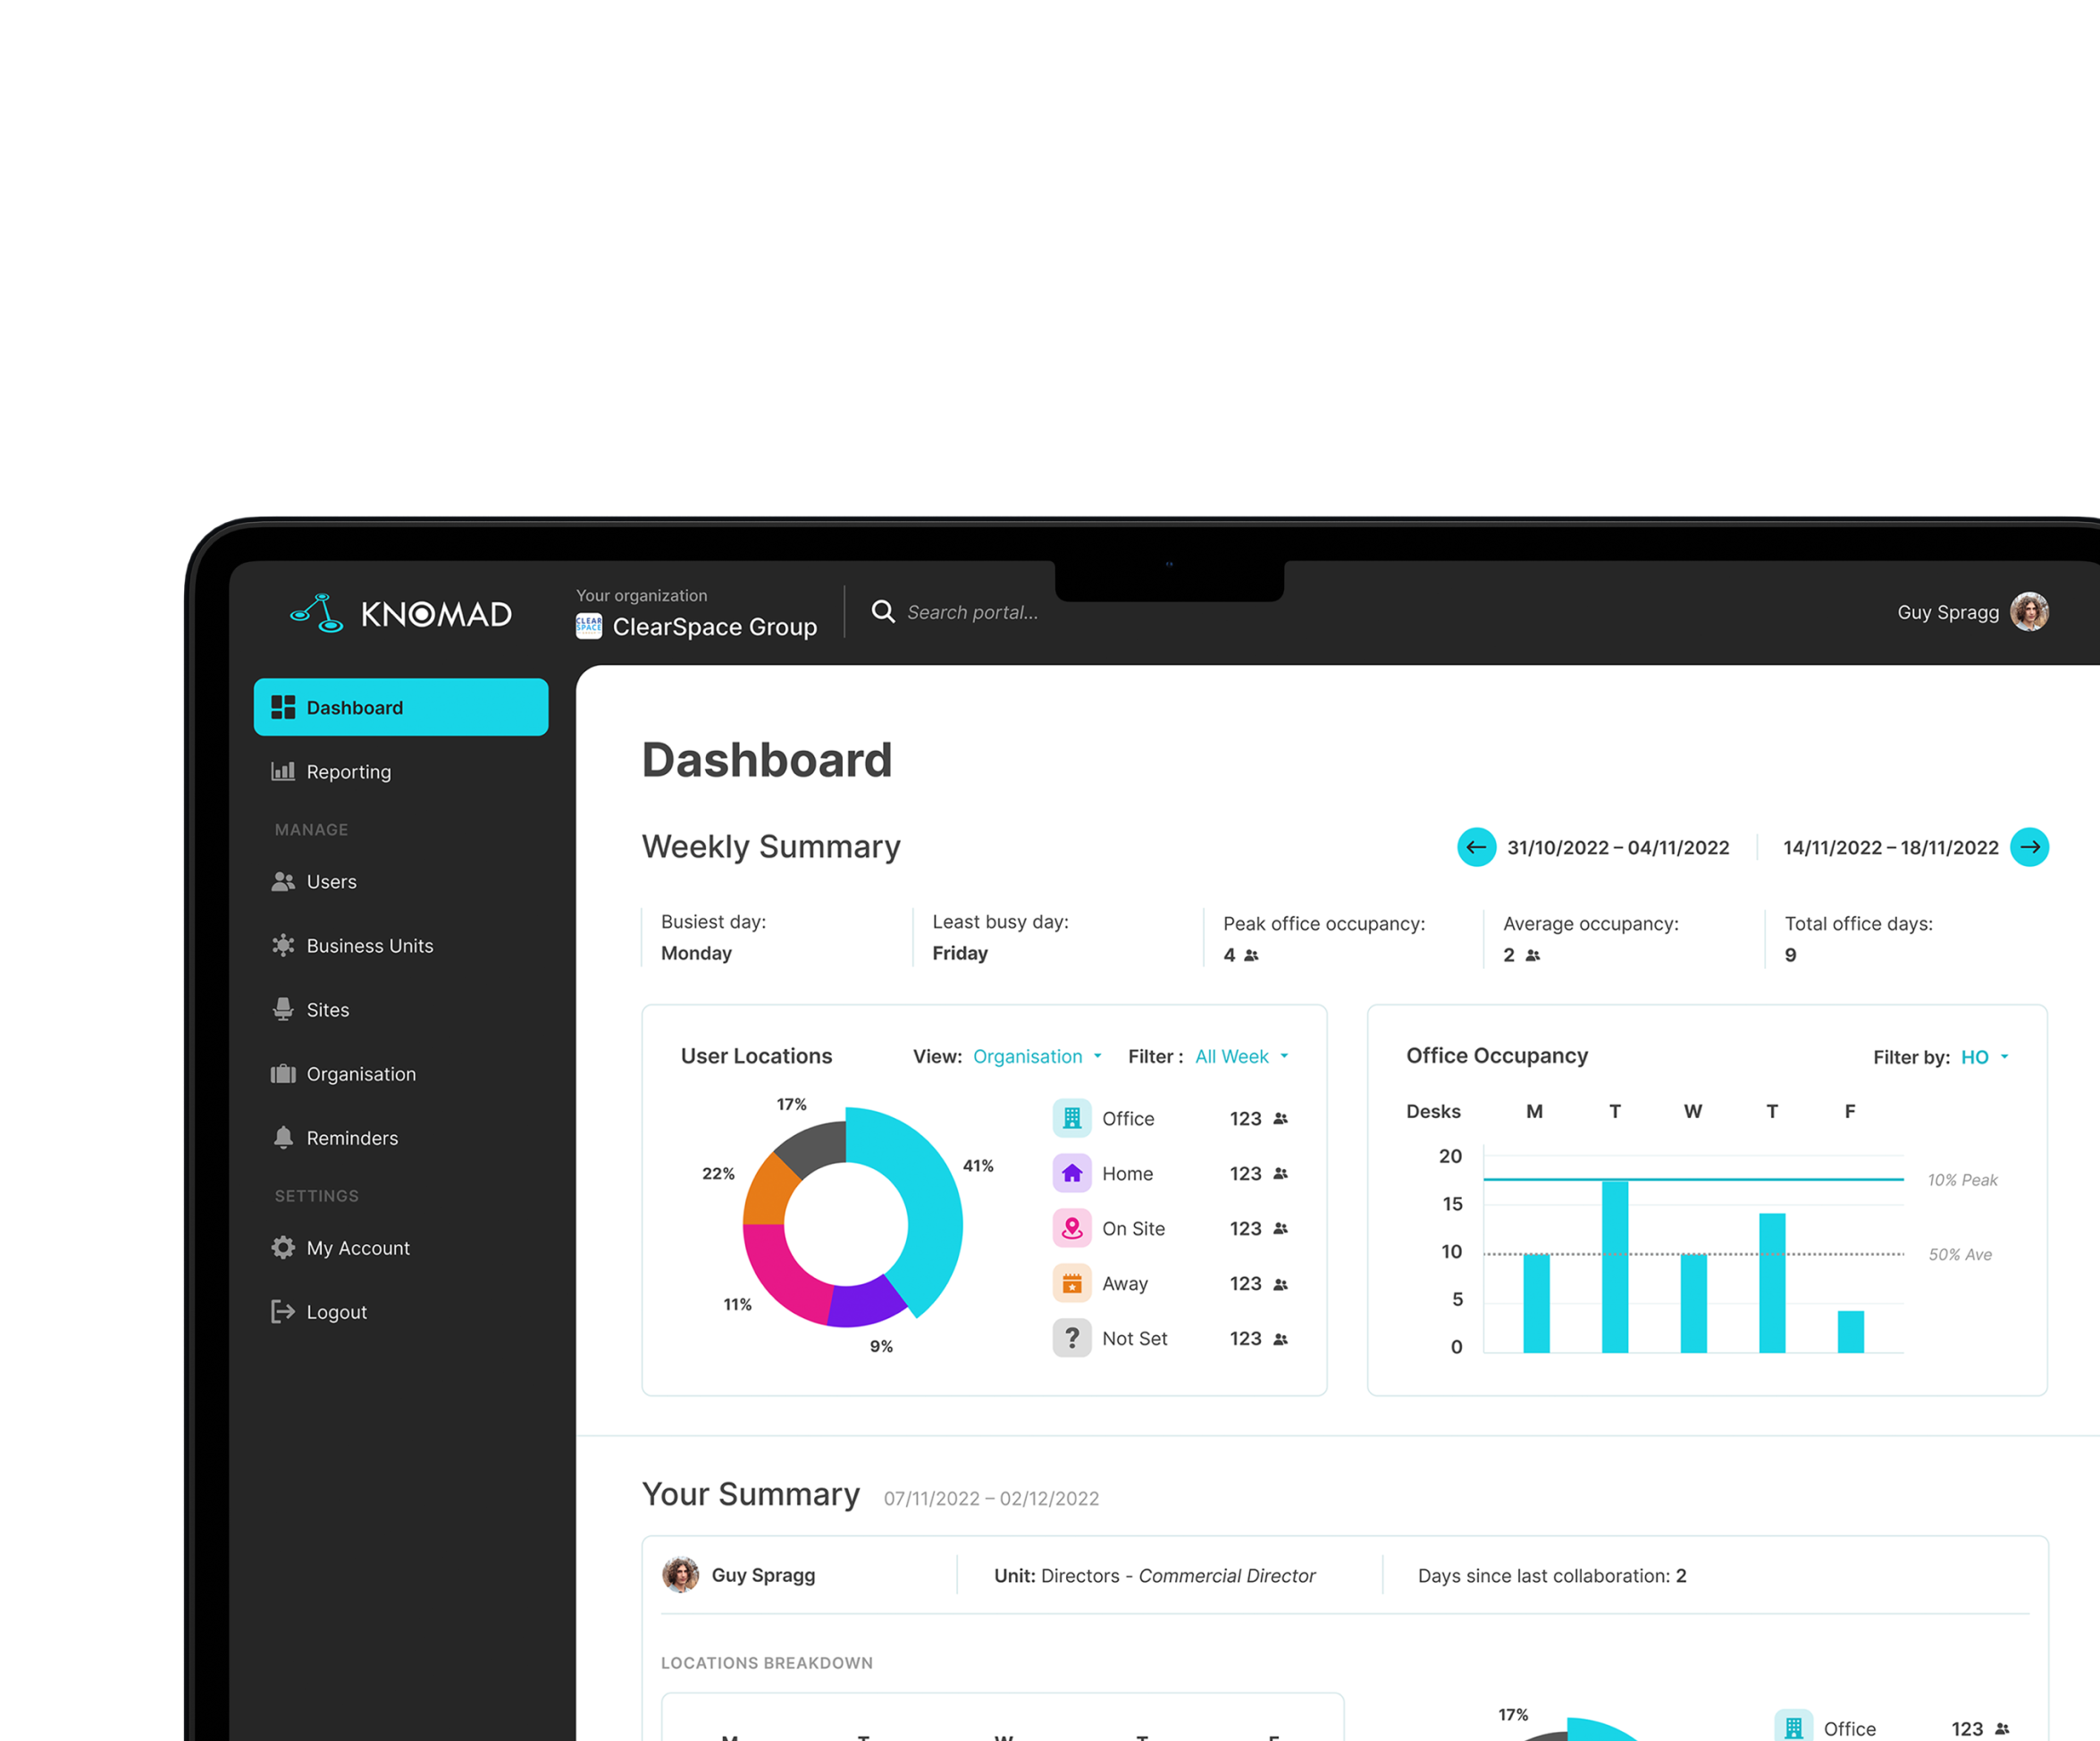 KNOMAD
Your organization
CLEAR
SPACE
ClearSpace Group
Search portal...
Guy Spragg
Dashboard
Reporting
MANAGE
Users
Business Units
Sites
Organisation
Reminders
SETTINGS
My Account
Logout
Dashboard
Weekly Summary
31/10/2022 – 04/11/2022
14/11/2022 – 18/11/2022
Busiest day:
Monday
Least busy day:
Friday
Peak office occupancy:
4
Average occupancy:
2
Total office days:
9
User Locations
View: Organisation
Filter : All Week
17%
41%
22%
11%
9%
Office 123
Home 123
On Site 123
Away 123
? Not Set 123
Office Occupancy
Filter by: HO
Desks M T W T F
20
15
10
5
0
10% Peak
50% Ave
Your Summary 07/11/2022 – 02/12/2022
Guy Spragg
Unit: Directors - Commercial Director
Days since last collaboration: 2
LOCATIONS BREAKDOWN
M T W T F
17%
Office 123